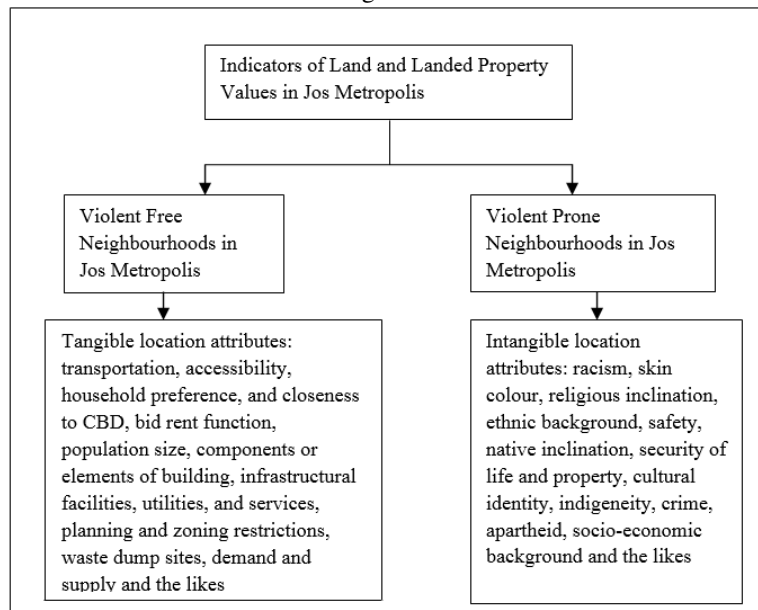 Indicators of Land and Landed Property
Values in Jos Metropolis
Violent Free
Neighbourhoods in
Jos Metropolis
Violent Prone
Neighbourhoods in Jos
Metropolis
Tangible location attributes:
transportation, accessibility,
household preference, and closeness
to CBD, bid rent function,
population size, components or
elements of building, infrastructural
facilities, utilities, and services,
planning and zoning restrictions,
waste dump sites, demand and
supply and the likes
Intangible location
attributes: racism, skin
colour, religious inclination,
ethnic background, safety,
native inclination, security of
life and property, cultural
identity, indigeneity, crime,
apartheid, socio-economic
background and the likes